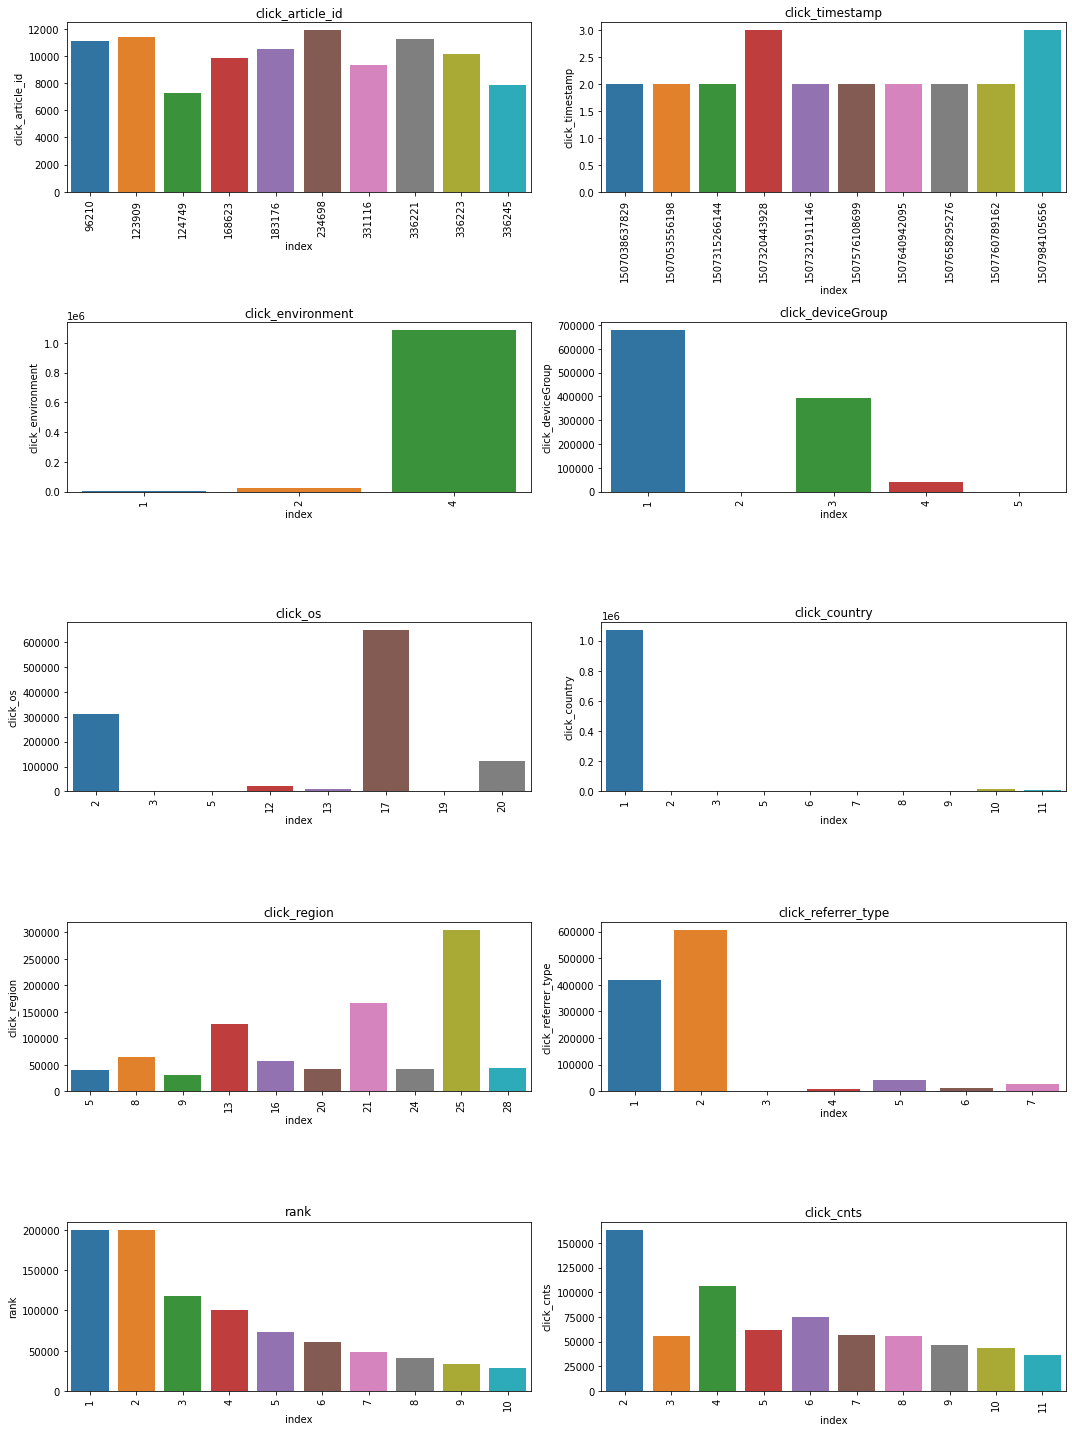 click_article_id
click_article_id
12000
10000
8000
6000
4000
2000
0
96210 123909 124749 168623 183176 234698 331116 336221 336223 336245
index
click_timestamp
click_timestamp
3.0
2.5
2.0
1.5
1.0
0.5
0.0
1507038637829 1507053556198 1507315266144 1507320443928 1507321911146 1507576108699 1507640942095 1507658295276 1507760789162 1507984105656
index
click_environment
1e6
click_environment
1.0
0.8
0.6
0.4
0.2
0.0
1 2 4
index
click_deviceGroup
click_deviceGroup
700000
600000
500000
400000
300000
200000
100000
0
1 2 3 4 5
index
click_os
click_os
600000
500000
400000
300000
200000
100000
0
2 3 5 12 13 17 19 20
index
click_country
1e6
click_country
1.0
0.8
0.6
0.4
0.2
0.0
1 2 3 5 6 7 8 9 10 11
index
click_region
click_region
300000
250000
200000
150000
100000
50000
0
5 8 9 13 16 20 21 24 25 28
index
click_referrer_type
click_referrer_type
600000
500000
400000
300000
200000
100000
0
1 2 3 4 5 6 7
index
rank
rank
200000
150000
100000
50000
0
1 2 3 4 5 6 7 8 9 10
index
click_cnts
click_cnts
150000
125000
100000
75000
50000
25000
0
2 3 4 5 6 7 8 9 10 11
index